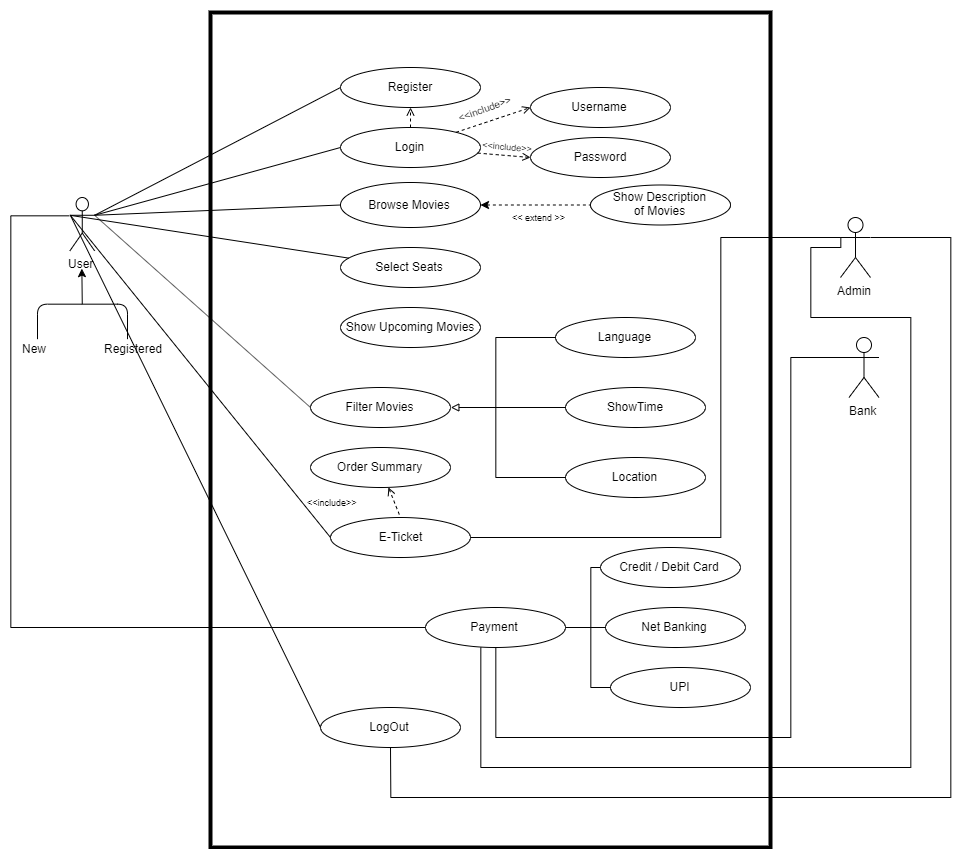 Register
<<include>>
Username
Login
<<include>>
Password
Browse Movies
<< extend >>
Show Description
of Movies
User
Select Seats
Admin
New
Registered
Show Upcoming Movies
Language
Bank
Filter Movies
ShowTime
Order Summary
Location
<<include>>
E-Ticket
Credit / Debit Card
Payment
Net Banking
UPI
LogOut